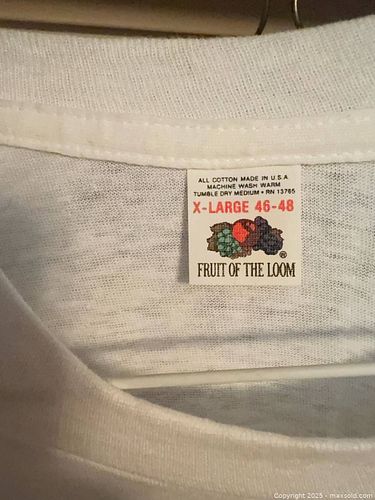 ALL COTTON MADE IN U.S.A
MACHINE WASH WARM
TUMBLE DRY MEDIUM • RN 13765
X-LARGE 46-48
®
FRUIT OF THE LOOM
Copyright 2025 - maxsold.com